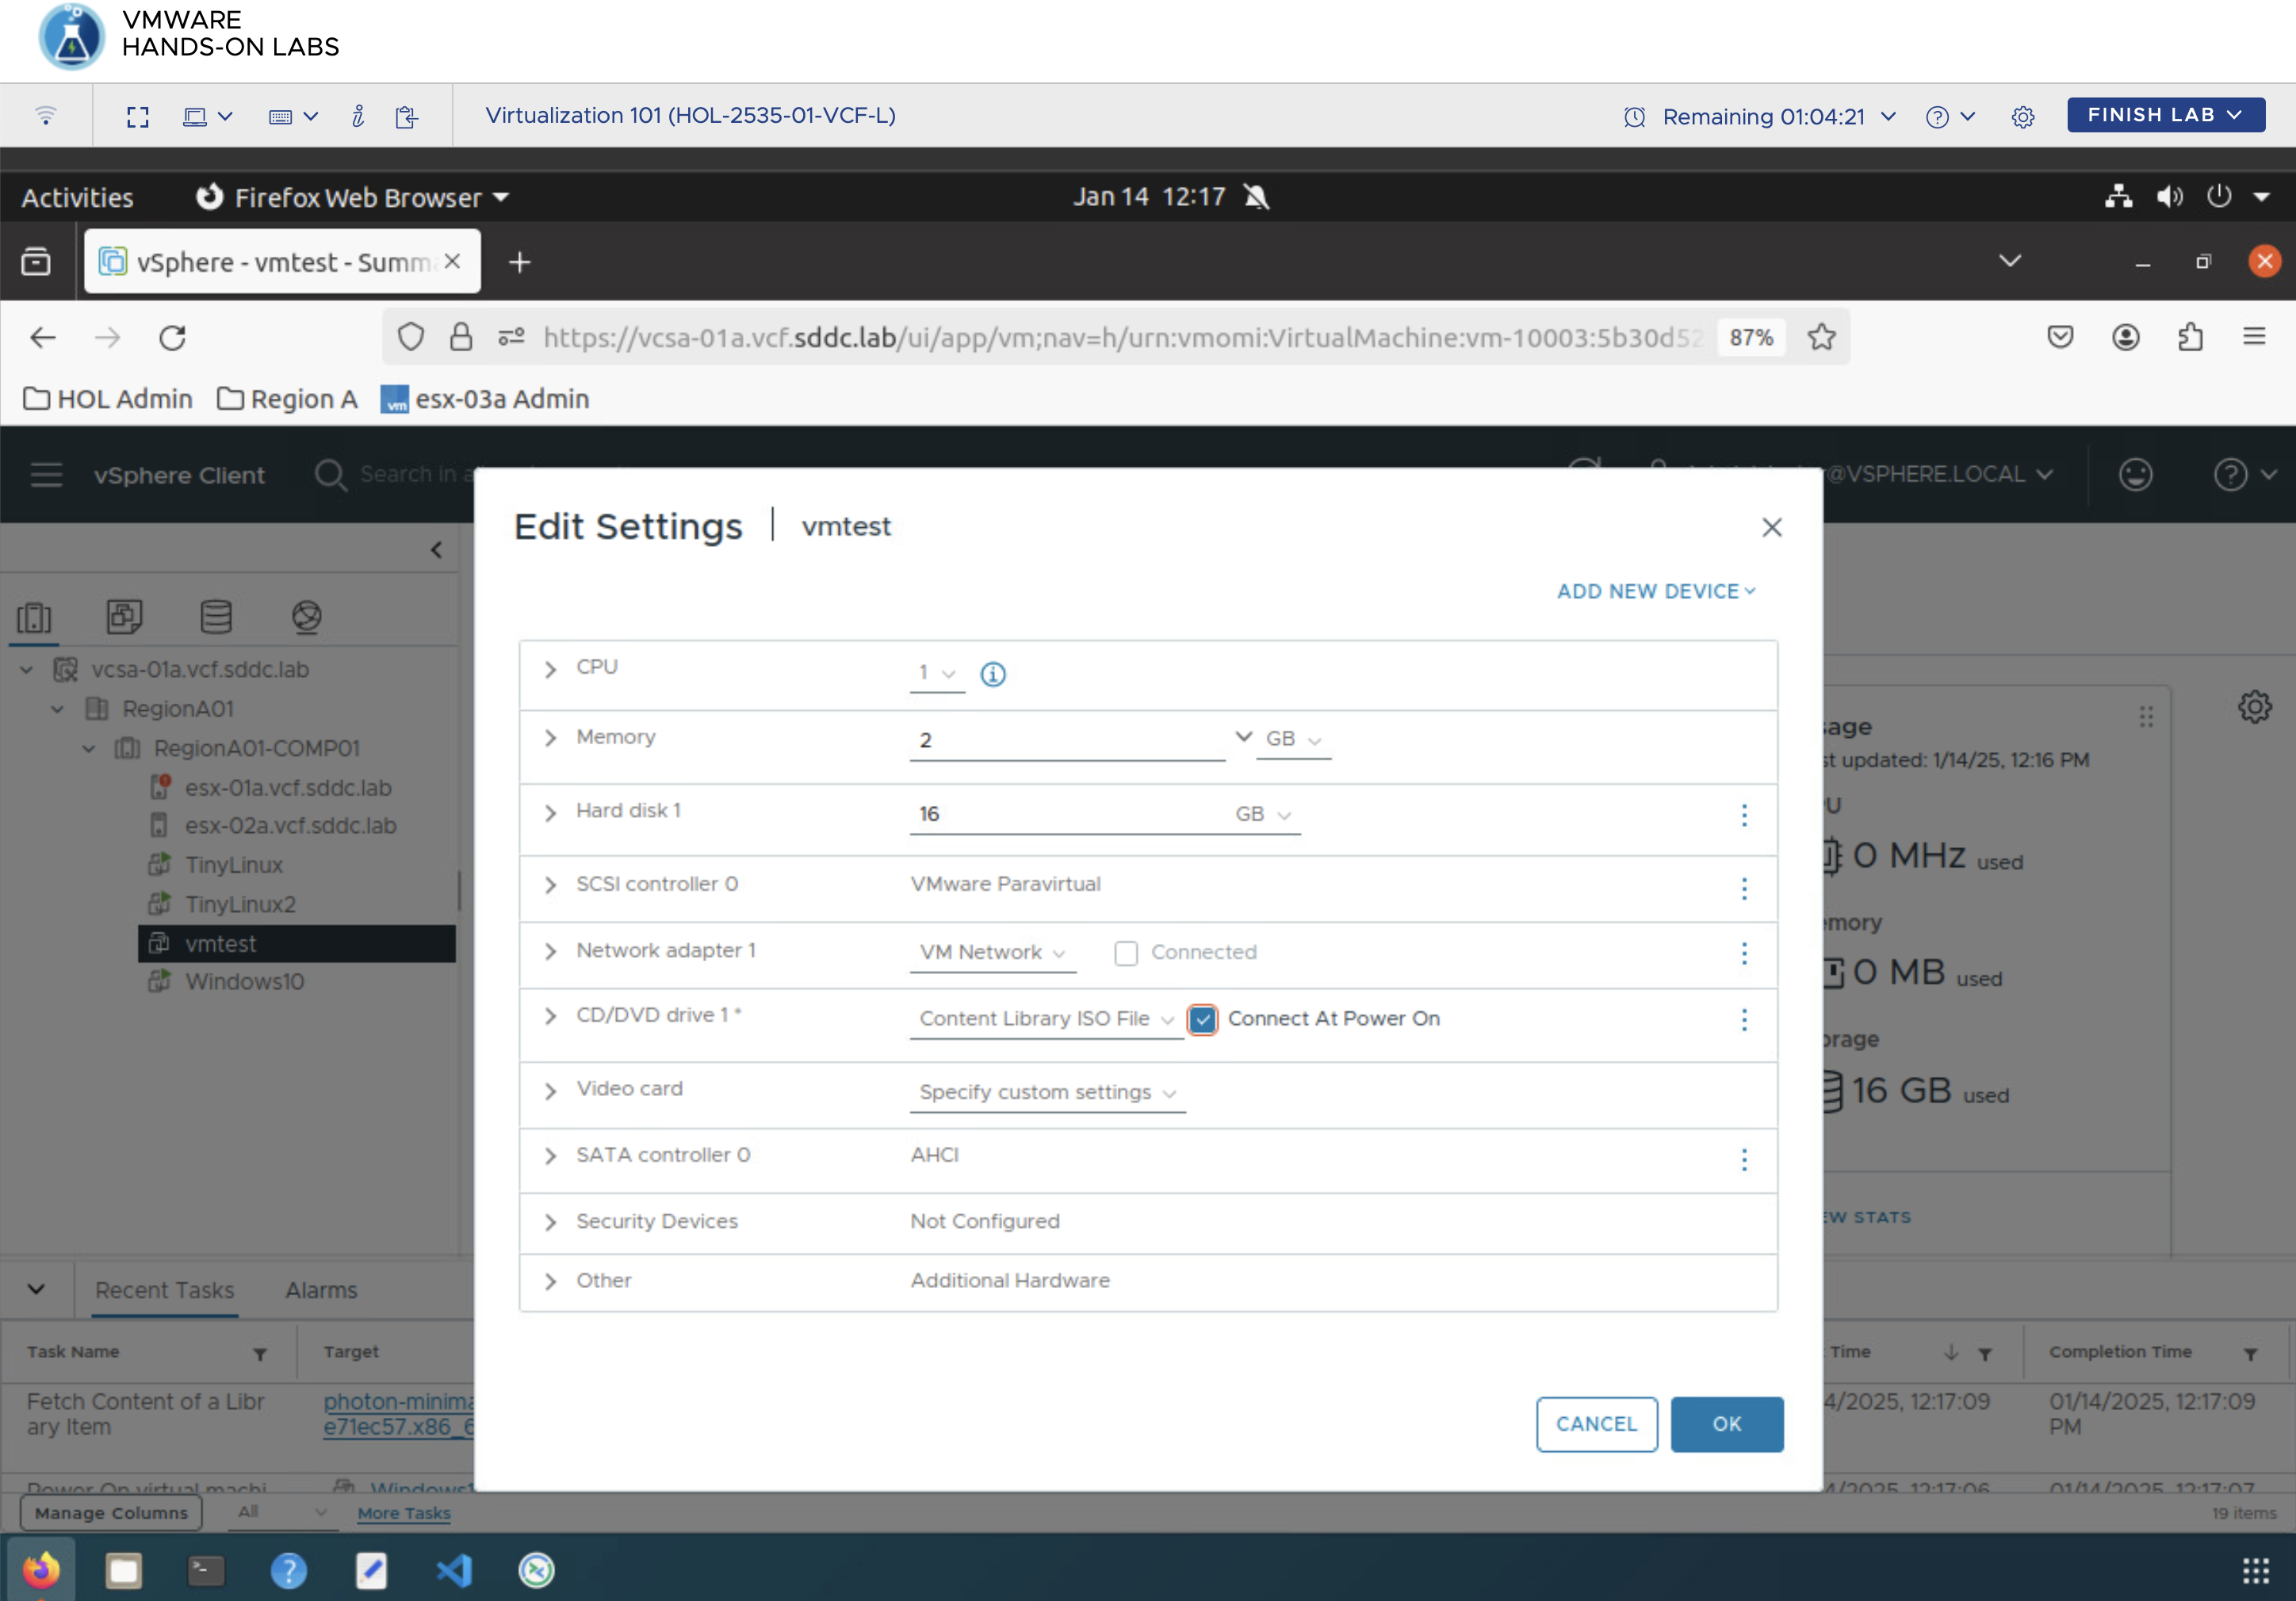 VMWARE
HANDS-ON LABS
Virtualization 101 (HOL-2535-01-VCF-L)
Remaining 01:04:21
FINISH LAB
Activities
Firefox Web Browser
Jan 14 12:17
vSphere - vmtest - Summ
https://vcsa-01a.vcf.sddc.lab/ui/app/vm;nav=h/urn:vmomi:VirtualMachine:vm-10003:5b30d52
87%
HOL Admin
Region A
vm
esx-03a Admin
vSphere Client
Search in a
@VSPHERE.LOCAL
Edit Settings | vmtest
ADD NEW DEVICE
vcsa-01a.vcf.sddc.lab
RegionA01
RegionA01-COMP01
esx-01a.vcf.sddc.lab
esx-02a.vcf.sddc.lab
TinyLinux
TinyLinux2
vmtest
Windows10
CPU 1
Memory 2 GB
Hard disk 1 16 GB
SCSI controller 0 VMware Paravirtual
Network adapter 1 VM Network Connected
CD/DVD drive 1 * Content Library ISO File Connect At Power On
Video card Specify custom settings
SATA controller 0 AHCI
Security Devices Not Configured
Other Additional Hardware
CANCEL
OK
sage
st updated: 1/14/25, 12:16 PM
U
0 MHz used
mory
0 MB used
orage
16 GB used
EW STATS
Recent Tasks
Alarms
Task Name
Target
Time
Completion Time
Fetch Content of a Libr
ary Item
photon-minima
e71ec57.x86_6
4/2025, 12:17:09
01/14/2025, 12:17:09
PM
Power On virtual machi
Windows1
4/2025, 12:17:06
01/14/2025, 12:17:07
Manage Columns
All
More Tasks
19 items